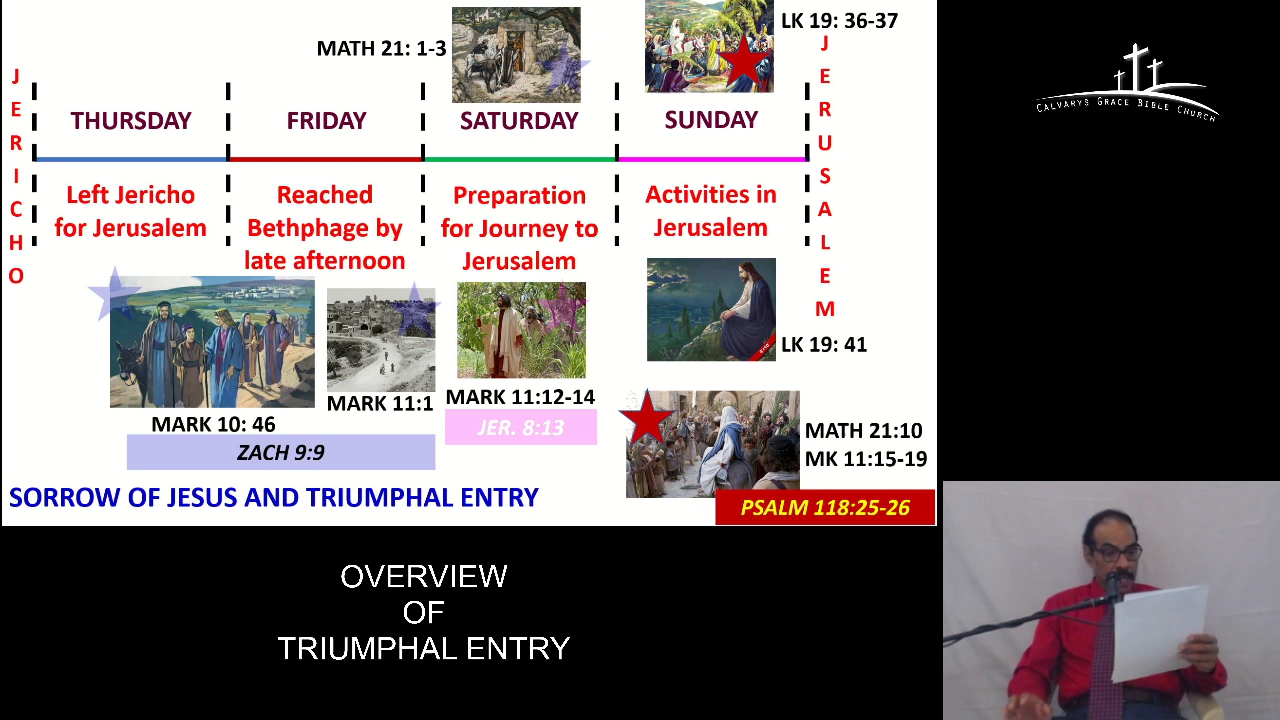 MATH 21: 1-3
LK 19: 36-37
JERICHO
THURSDAY
FRIDAY
SATURDAY
SUNDAY
JERUSALEM
Left Jericho
for Jerusalem
Reached
Bethphage by
late afternoon
Preparation
for Journey to
Jerusalem
Activities in
Jerusalem
MARK 10: 46
MARK 11:1
MARK 11:12-14
LK 19: 41
ZACH 9:9
JER. 8:13
MATH 21:10
MK 11:15-19
SORROW OF JESUS AND TRIUMPHAL ENTRY
PSALM 118:25-26
CALVARYS GRACE BIBLE CHURCH
OVERVIEW
OF
TRIUMPHAL ENTRY